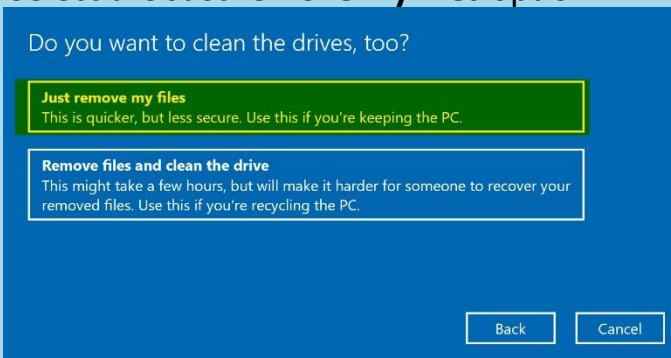 Do you want to clean the drives, too?
Just remove my files
This is quicker, but less secure. Use this if you're keeping the PC.
Remove files and clean the drive
This might take a few hours, but will make it harder for someone to recover your
removed files. Use this if you're recycling the PC.
Back
Cancel